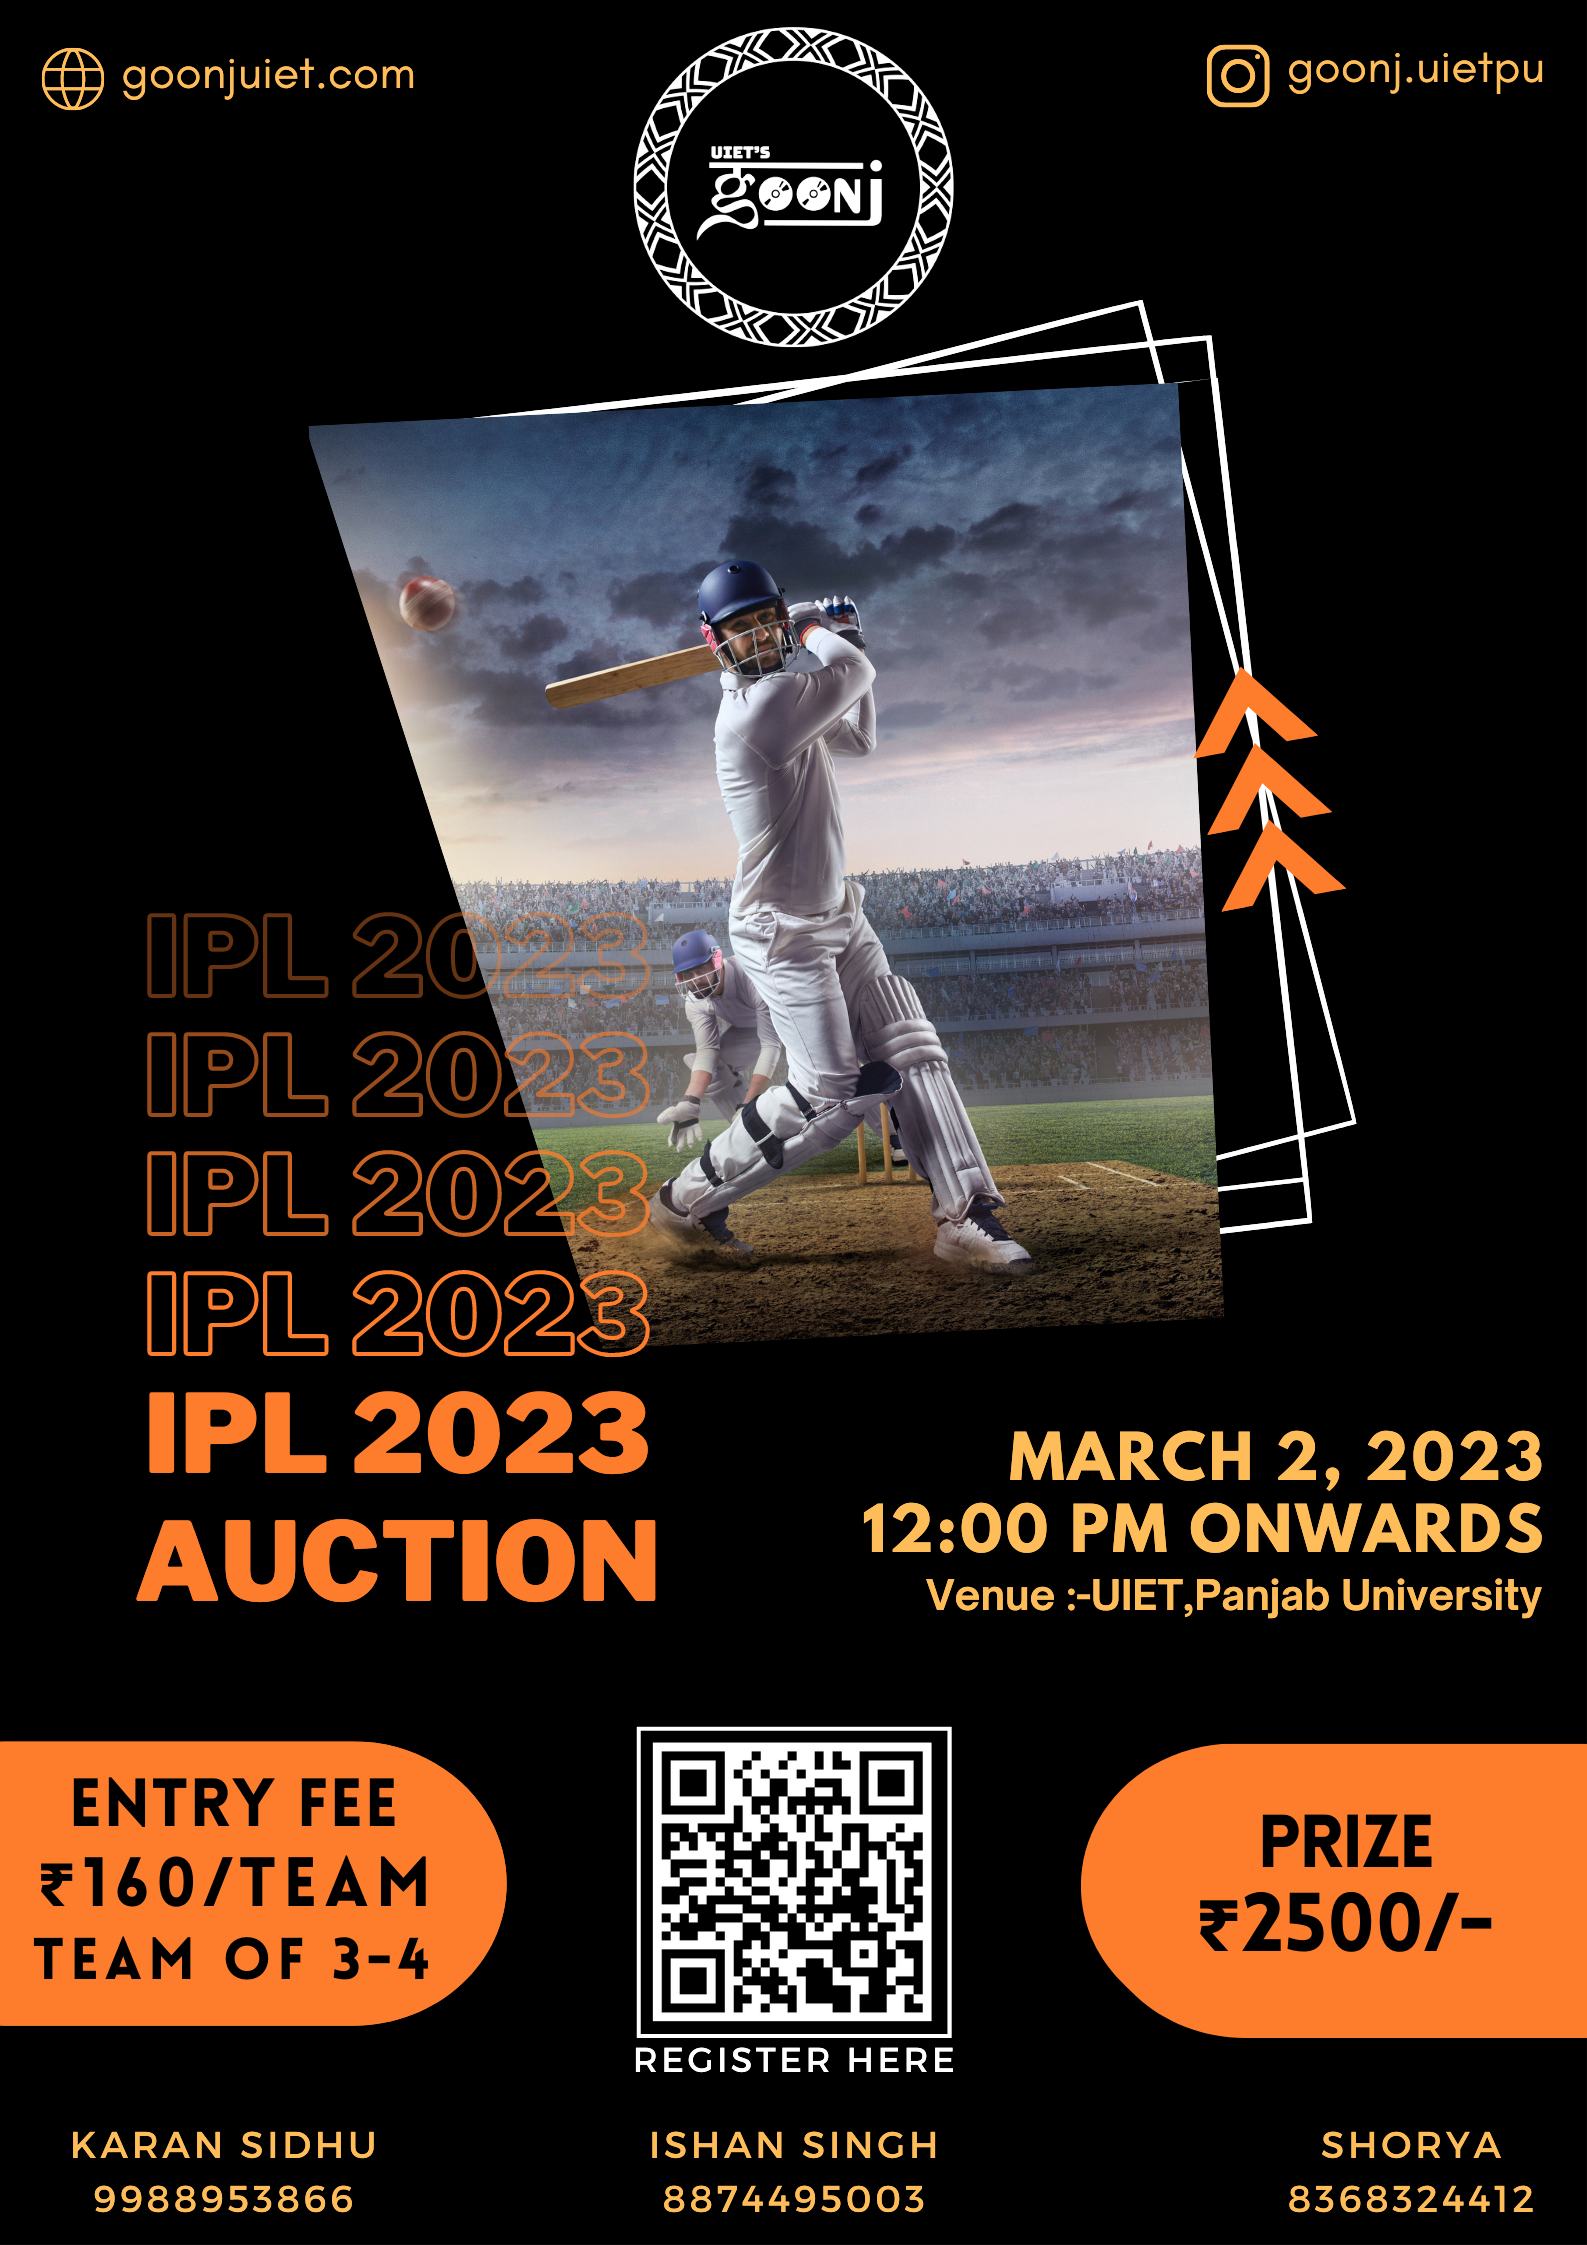 goonjuiet.com
goonj.uietpu
UIET'S
goonj
IPL 2023
IPL 2023
IPL 2023
IPL 2023
IPL 2023
AUCTION
MARCH 2, 2023
12:00 PM ONWARDS
Venue :-UIET,Panjab University
ENTRY FEE
₹160/TEAM
TEAM OF 3-4
REGISTER HERE
PRIZE
₹2500/-
KARAN SIDHU
9988953866
ISHAN SINGH
8874495003
SHORYA
8368324412